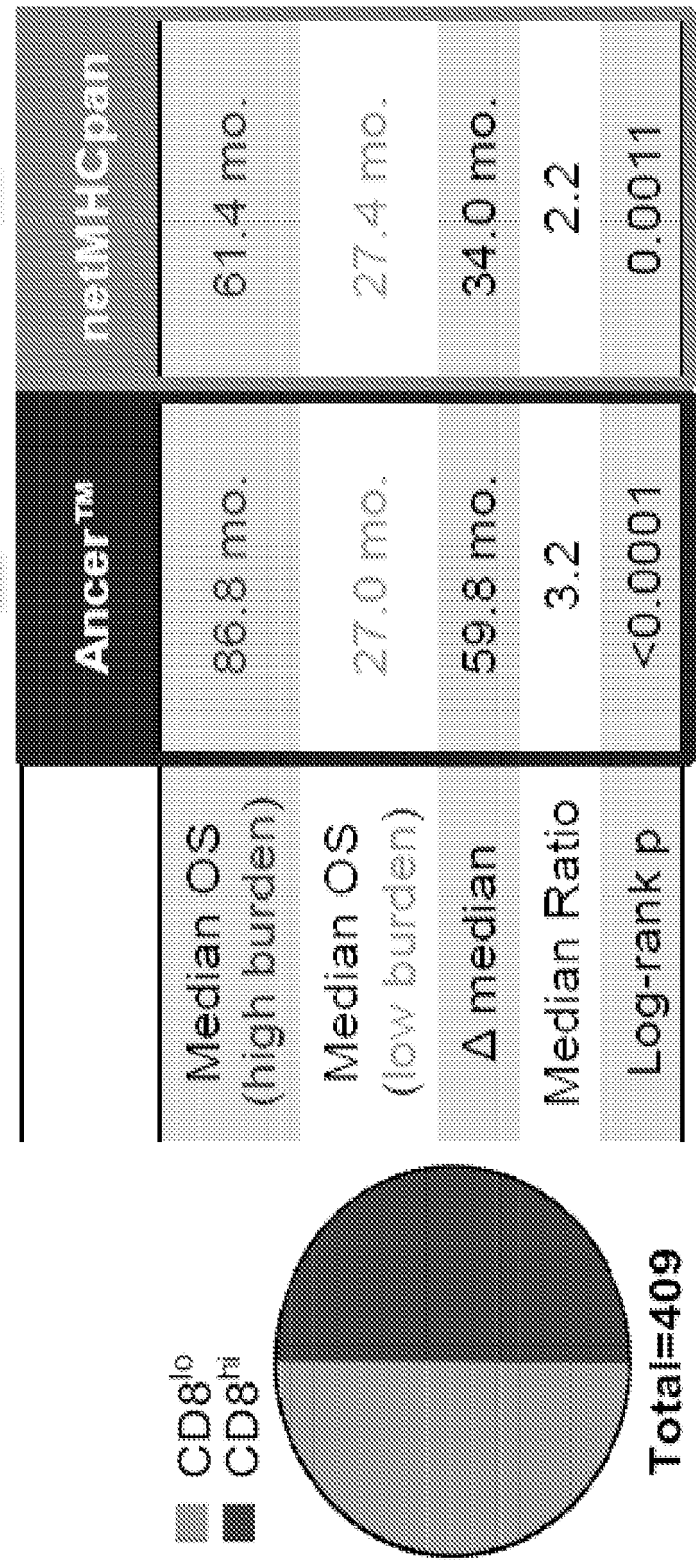 CD8lo
CD8hi
Total=409
Ancer™ netMHCpan
Median OS
(high burden) 86.8 mo. 61.4 mo.
Median OS
(low burden) 27.0 mo. 27.4 mo.
Δ median 59.8 mo. 34.0 mo.
Median Ratio 3.2 2.2
Log-rank p <0.0001 0.0011